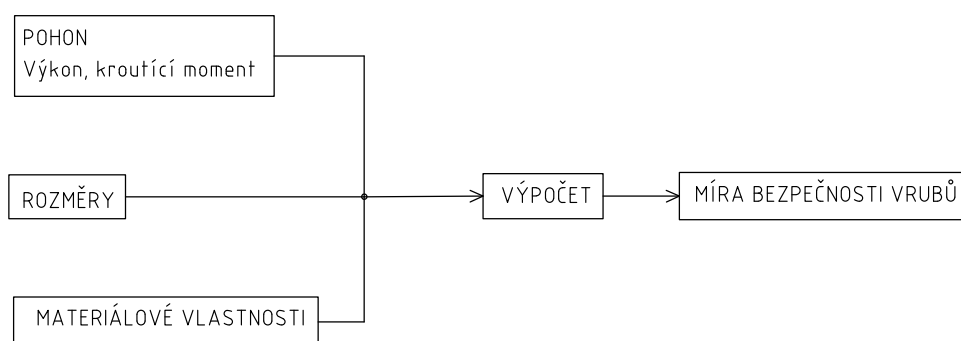 POHON
Výkon, kroutící moment
ROZMĚRY
VÝPOČET
MÍRA BEZPEČNOSTI VRUBŮ
MATERIÁLOVÉ VLASTNOSTI